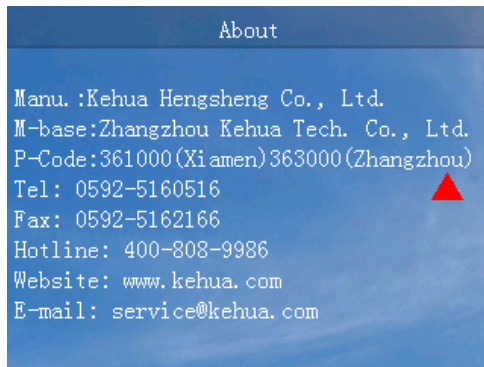 About
Manu.:Kehua Hengsheng Co., Ltd.
M-base:Zhangzhou Kehua Tech. Co., Ltd.
P-Code:361000(Xiamen)363000(Zhangzhou)
Tel: 0592-5160516
Fax: 0592-5162166
Hotline: 400-808-9986
Website: www.kehua.com
E-mail: service@kehua.com